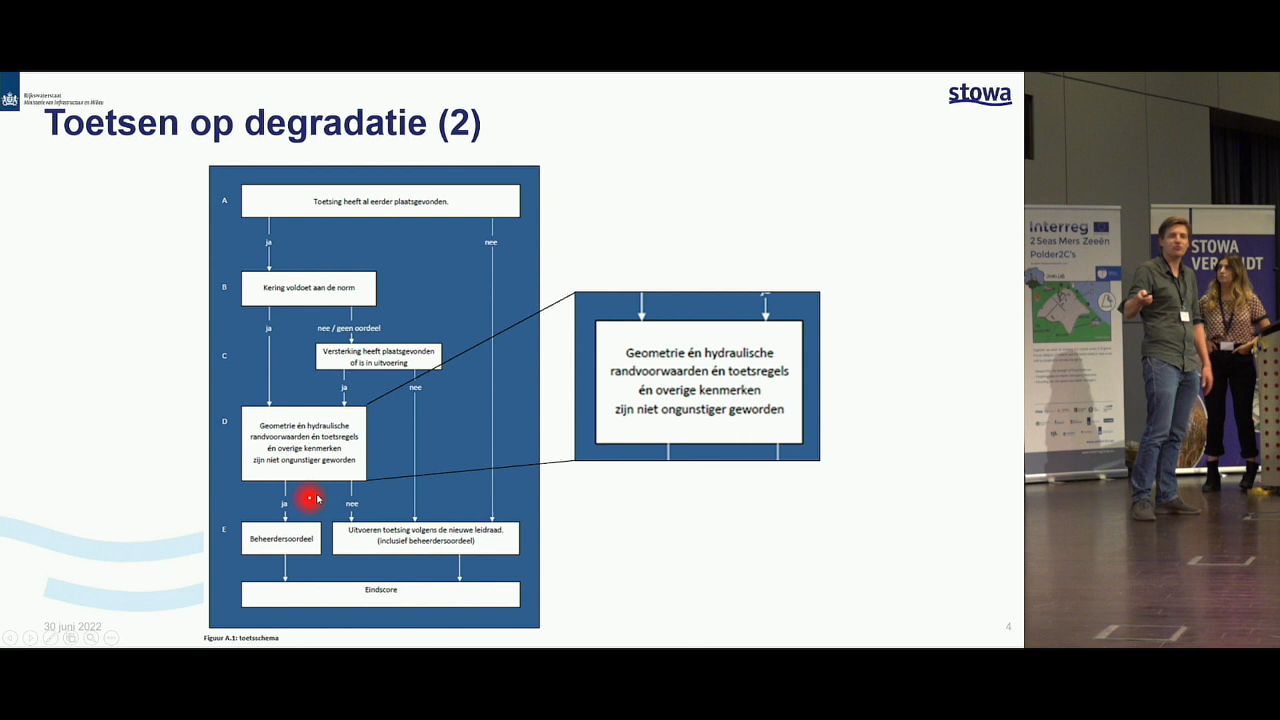 Rijkswaterstaat
Ministerie van Infrastructuur en Milieu
stowa
Toetsen op degradatie (2)
A
Toetsing heeft al eerder plaatsgevonden.
ja
nee
B
Kering voldoet aan de norm
ja
nee / geen oordeel
C
Versterking heeft plaatsgevonden
of is in uitvoering
ja
nee
D
Geometrie én hydraulische
randvoorwaarden én toetsregels
én overige kenmerken
zijn niet ongunstiger geworden
ja
nee
E
Beheerdersoordeel
Uitvoeren toetsing volgens de nieuwe leidraad.
(inclusief beheerdersoordeel)
Eindscore
Figuur A.1: toetsschema
Geometrie én hydraulische
randvoorwaarden én toetsregels
én overige kenmerken
zijn niet ongunstiger geworden
30 juni 2022
4
Interreg
2 Seas Mers Zeeën
Polder2C's
STOWA